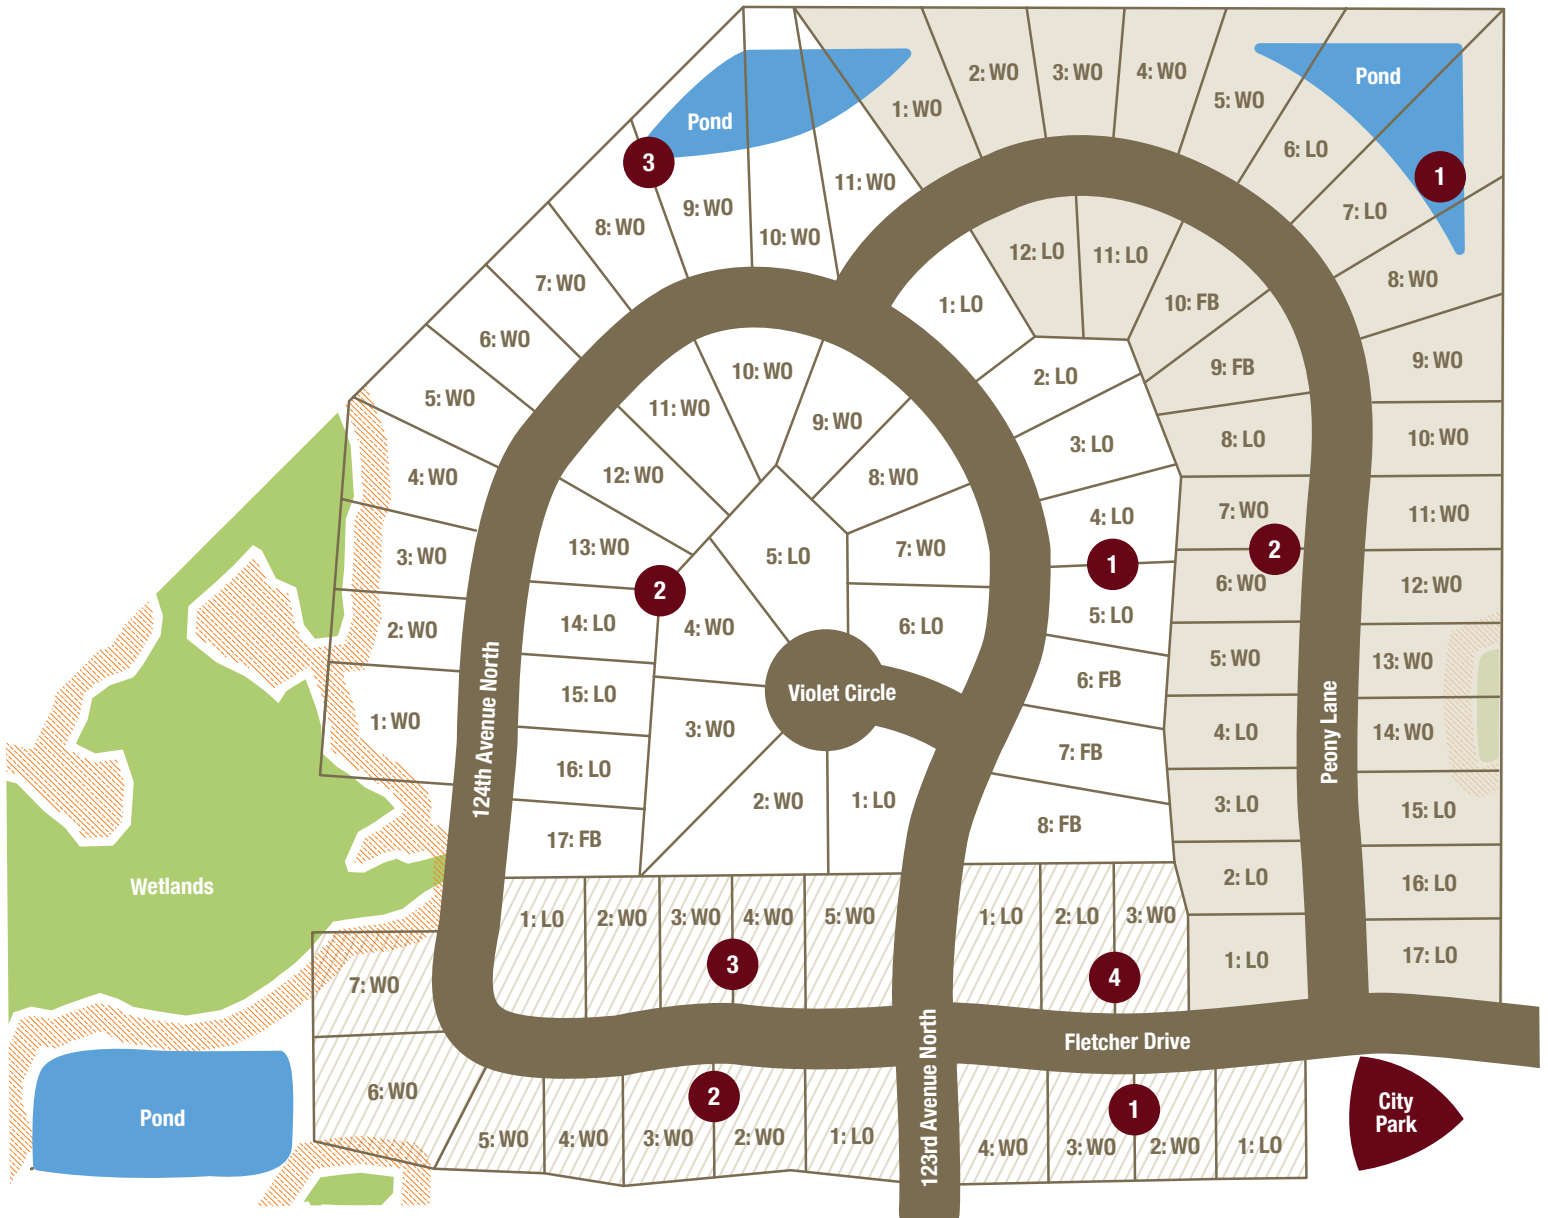 2: WO
3: WO
4: WO
Pond
5: WO
1: WO
Pond
3
6: LO
1
11: WO
9: WO
7: LO
8: WO
10: WO
12: LO
11: LO
8: WO
7: WO
1: LO
10: FB
6: WO
10: WO
2: LO
9: FB
9: WO
5: WO
11: WO
9: WO
3: LO
8: LO
10: WO
4: WO
12: WO
8: WO
4: LO
7: WO
11: WO
3: WO
13: WO
5: LO
7: WO
1
2
2
6: WO
12: WO
2: WO
14: LO
4: WO
6: LO
5: LO
5: WO
13: WO
1: WO
15: LO
Violet Circle
6: FB
3: WO
4: LO
14: WO
124th Avenue North
Peony Lane
16: LO
7: FB
2: WO
1: LO
3: LO
15: LO
17: FB
8: FB
Wetlands
2: LO
16: LO
1: LO
2: WO
3: WO
4: WO
5: WO
1: LO
2: LO
3: WO
3
4
1: LO
17: LO
7: WO
Fletcher Drive
6: WO
2
1
Pond
City
Park
5: WO
4: WO
3: WO
2: WO
1: LO
123rd Avenue North
4: WO
3: WO
2: WO
1: LO